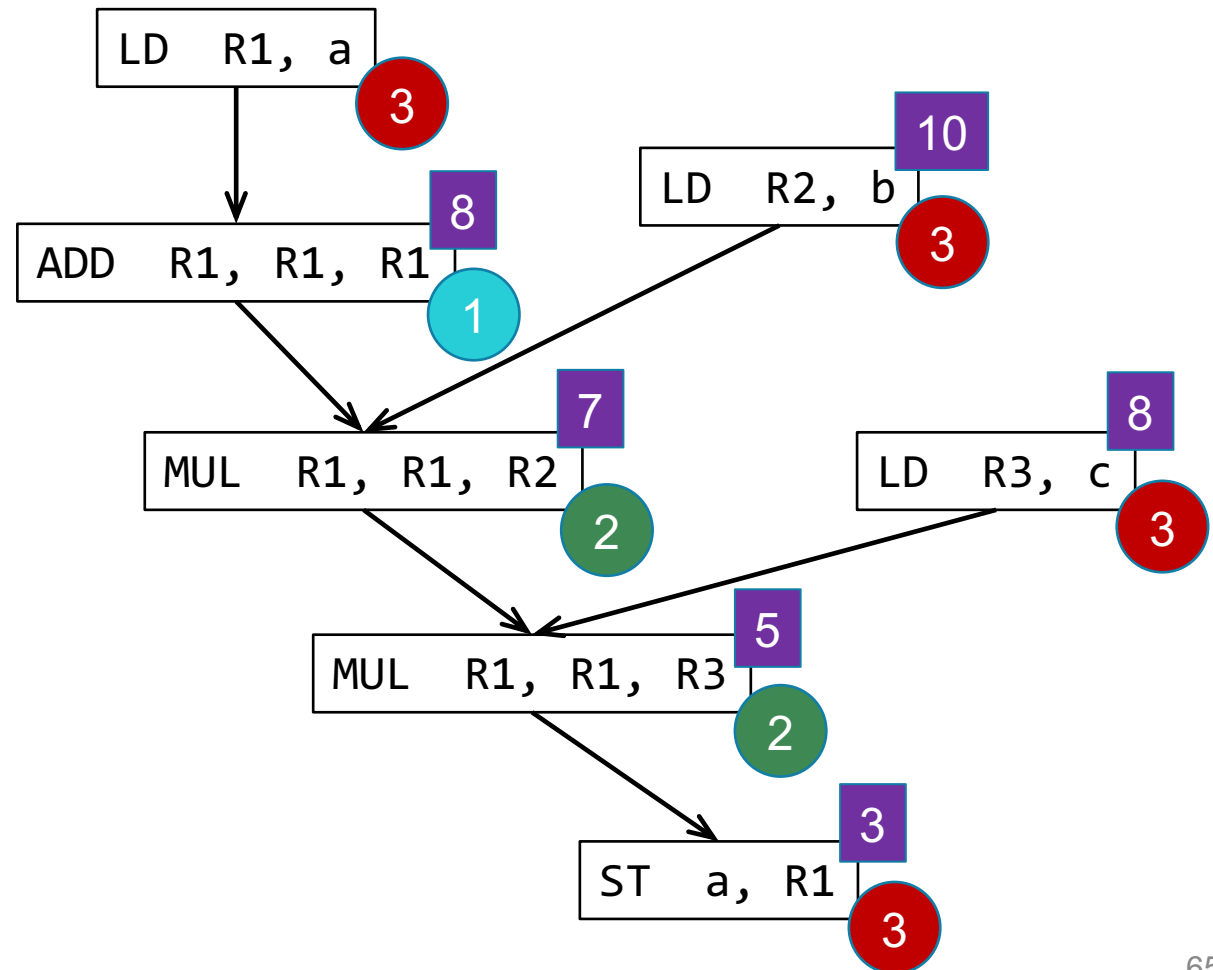 LD R1, a
3
10
LD R2, b
3
8
ADD R1, R1, R1
1
7
MUL R1, R1, R2
2
8
LD R3, c
3
5
MUL R1, R1, R3
2
3
ST a, R1
3
65